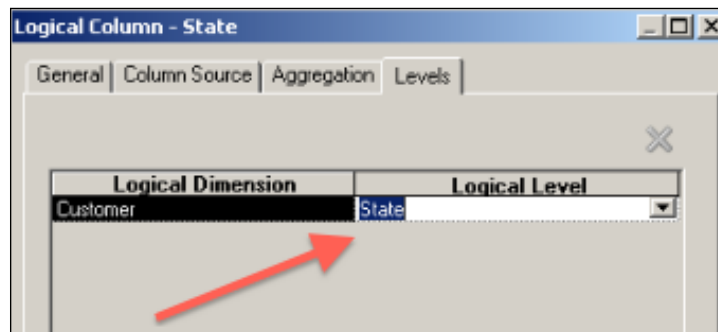 Logical Column - State
General Column Source Aggregation Levels
Logical Dimension Logical Level
Customer State